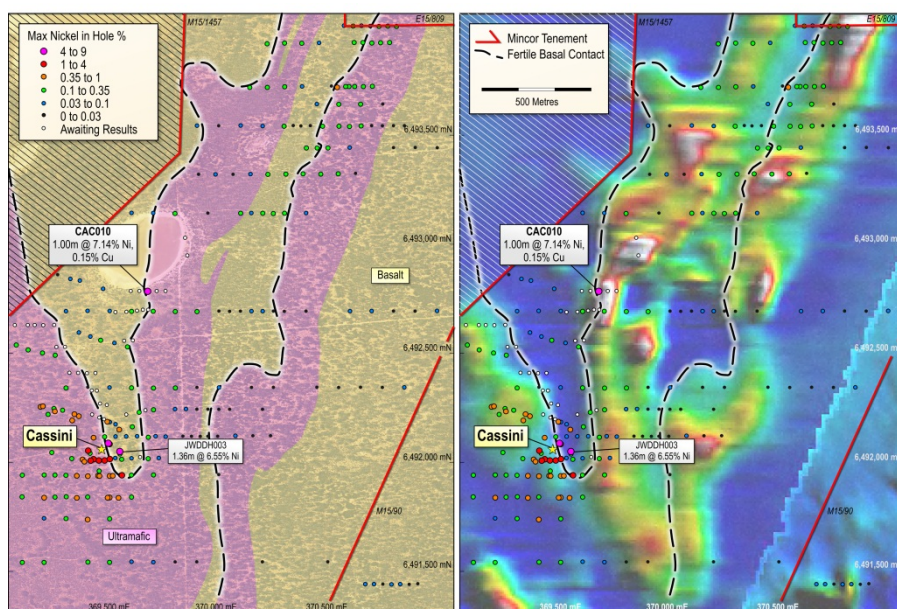 M15/1457
E15/809
Max Nickel in Hole %
4 to 9
1 to 4
0.35 to 1
0.1 to 0.35
0.03 to 0.1
0 to 0.03
Awaiting Results
6,493,500 mN
CAC010
1.00m @ 7.14% Ni,
0.15% Cu
6,493,000 mN
Basalt
6,492,500 mN
Cassini
JWDDH003
1.36m @ 6.55% Ni
6,492,000 mN
M15/90
Ultramafic
6,491,500 mN
369,500 mE
370,000 mE
370,500 mE
M15/1457
E15/809
Mincor Tenement
Fertile Basal Contact
500 Metres
6,493,500 mN
CAC010
1.00m @ 7.14% Ni,
0.15% Cu
6,493,000 mN
6,492,500 mN
Cassini
JWDDH003
1.36m @ 6.55% Ni
6,492,000 mN
M15/90
6,491,500 mN
369,500 mE
370,000 mE
370,500 mE